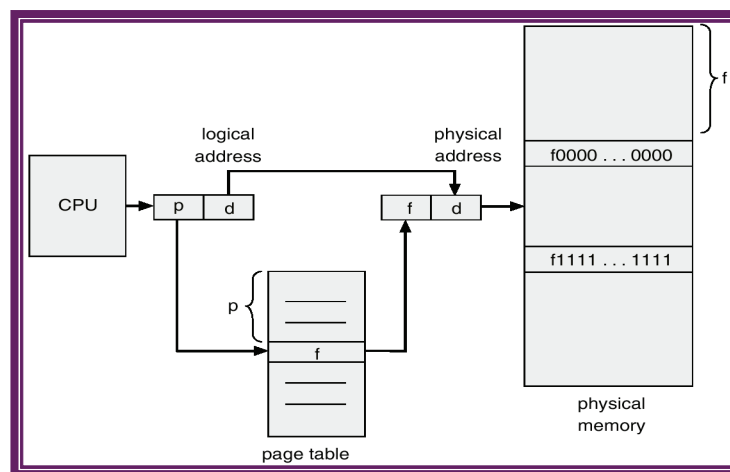 logical
address
physical
address
f
f0000 . . . 0000
CPU
p
d
f
d
f1111 . . . 1111
p
f
physical
memory
page table